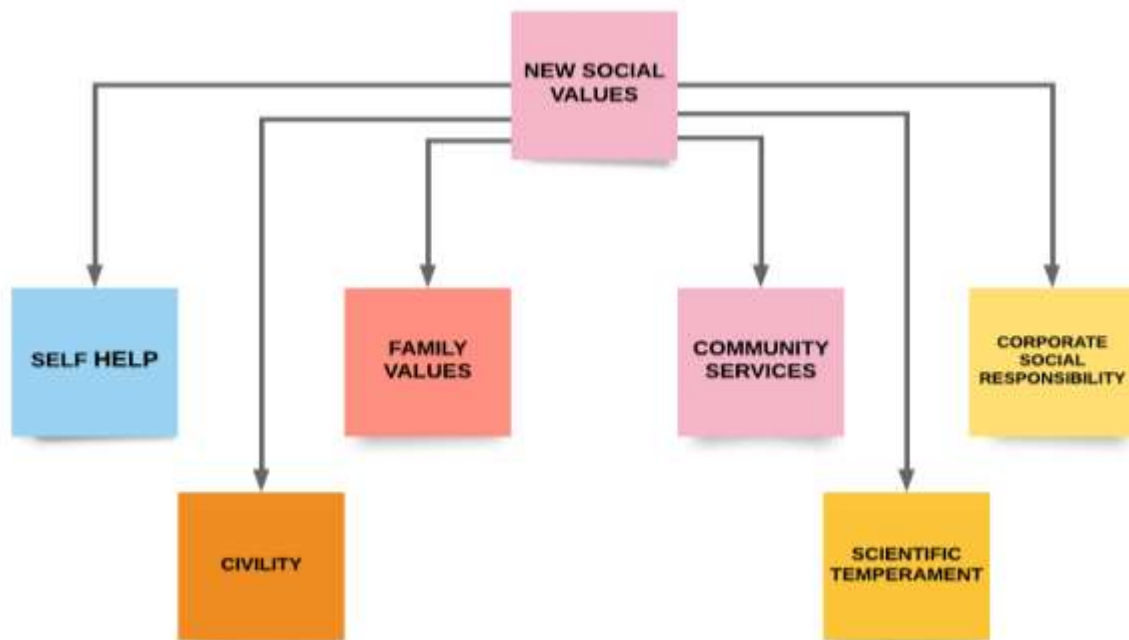 NEW SOCIAL
VALUES
SELF HELP
FAMILY
VALUES
COMMUNITY
SERVICES
CORPORATE
SOCIAL
RESPONSIBILITY
CIVILITY
SCIENTIFIC
TEMPERAMENT